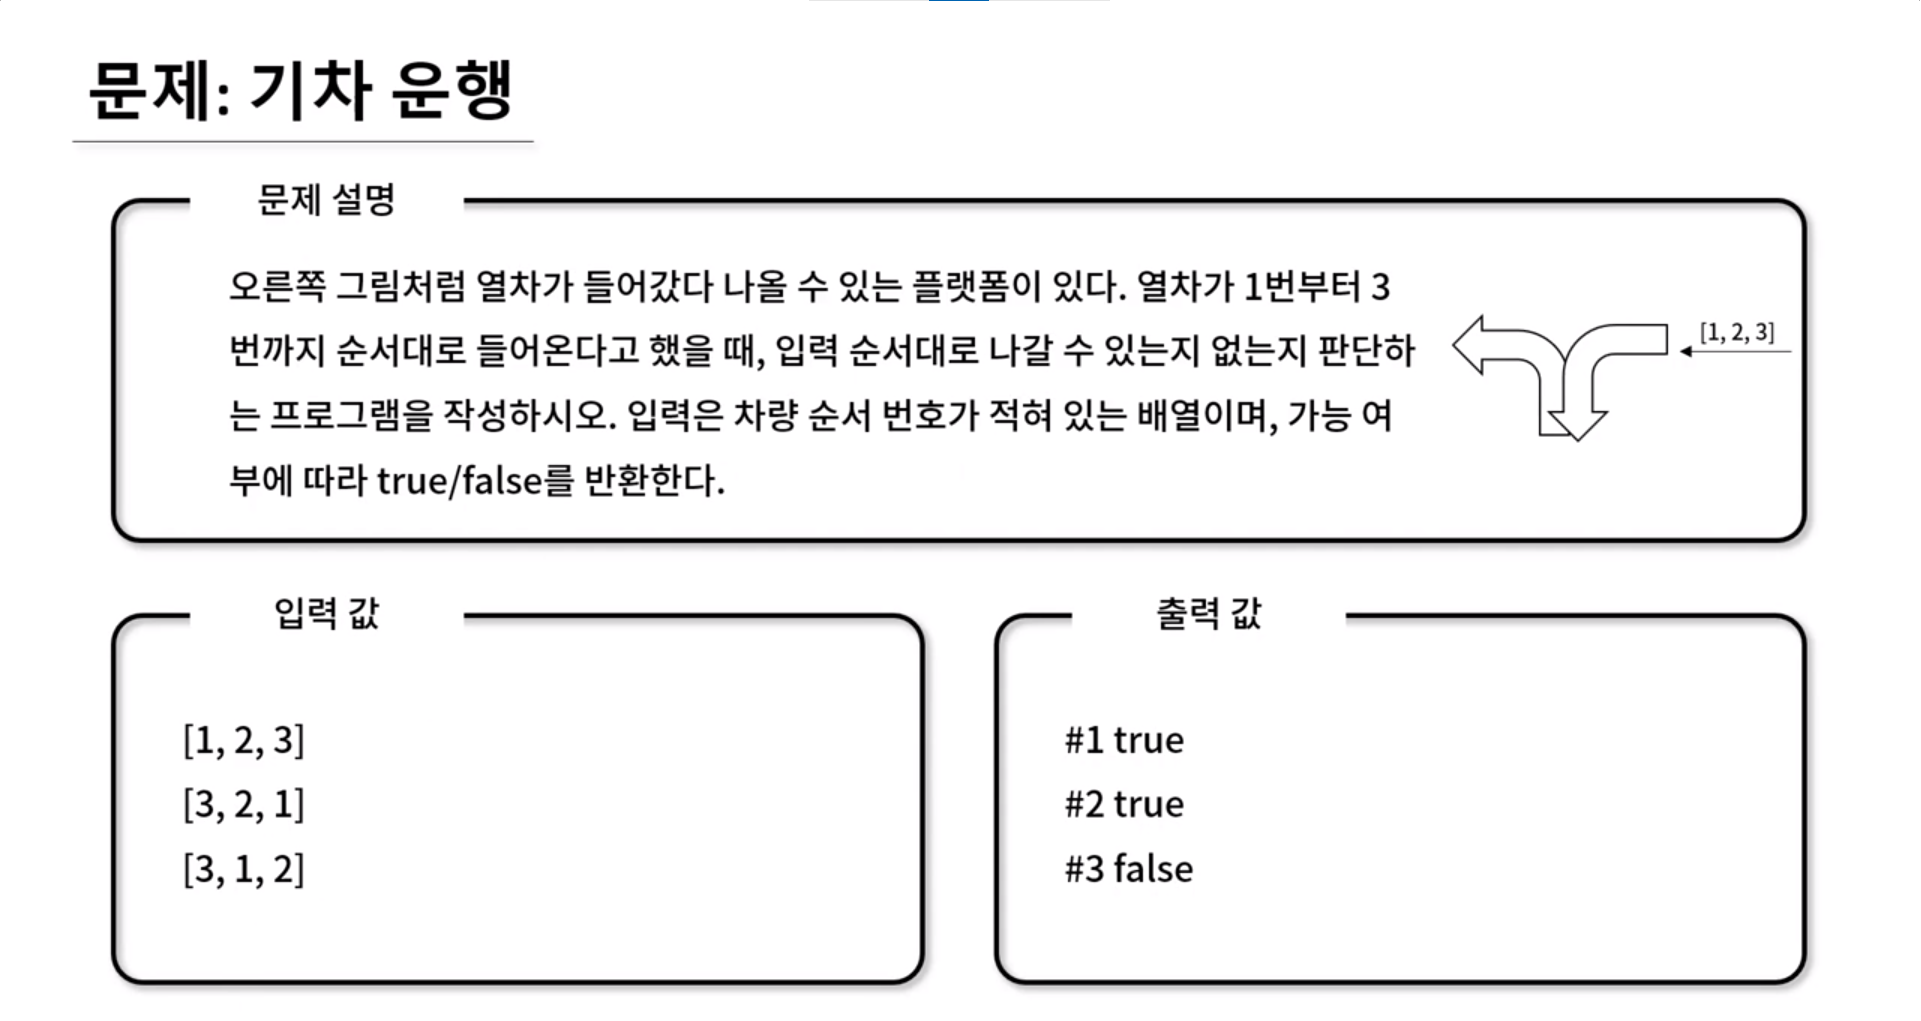 문제: 기차 운행
문제 설명
오른쪽 그림처럼 열차가 들어갔다 나올 수 있는 플랫폼이 있다. 열차가 1번부터 3
번까지 순서대로 들어온다고 했을 때, 입력 순서대로 나갈 수 있는지 없는지 판단하
는 프로그램을 작성하시오. 입력은 차량 순서 번호가 적혀 있는 배열이며, 가능 여
부에 따라 true/false를 반환한다.
[1, 2, 3]
입력 값
[1, 2, 3]
[3, 2, 1]
[3, 1, 2]
출력 값
#1 true
#2 true
#3 false